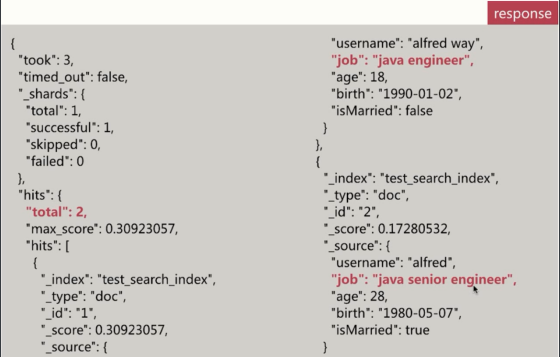 response
{
"took": 3,
"timed_out": false,
"_shards": {
"total": 1,
"successful": 1,
"skipped": 0,
"failed": 0
},
"hits": {
"total": 2,
"max_score": 0.30923057,
"hits": [
{
"_index": "test_search_index",
"_type": "doc",
"_id": "1",
"_score": 0.30923057,
"_source": {
"username": "alfred way",
"job": "java engineer",
"age": 18,
"birth": "1990-01-02",
"isMarried": false
}
},
{
"_index": "test_search_index",
"_type": "doc",
"_id": "2",
"_score": 0.17280532,
"_source": {
"username": "alfred",
"job": "java senior engineer",
"age": 28,
"birth": "1980-05-07",
"isMarried": true
}